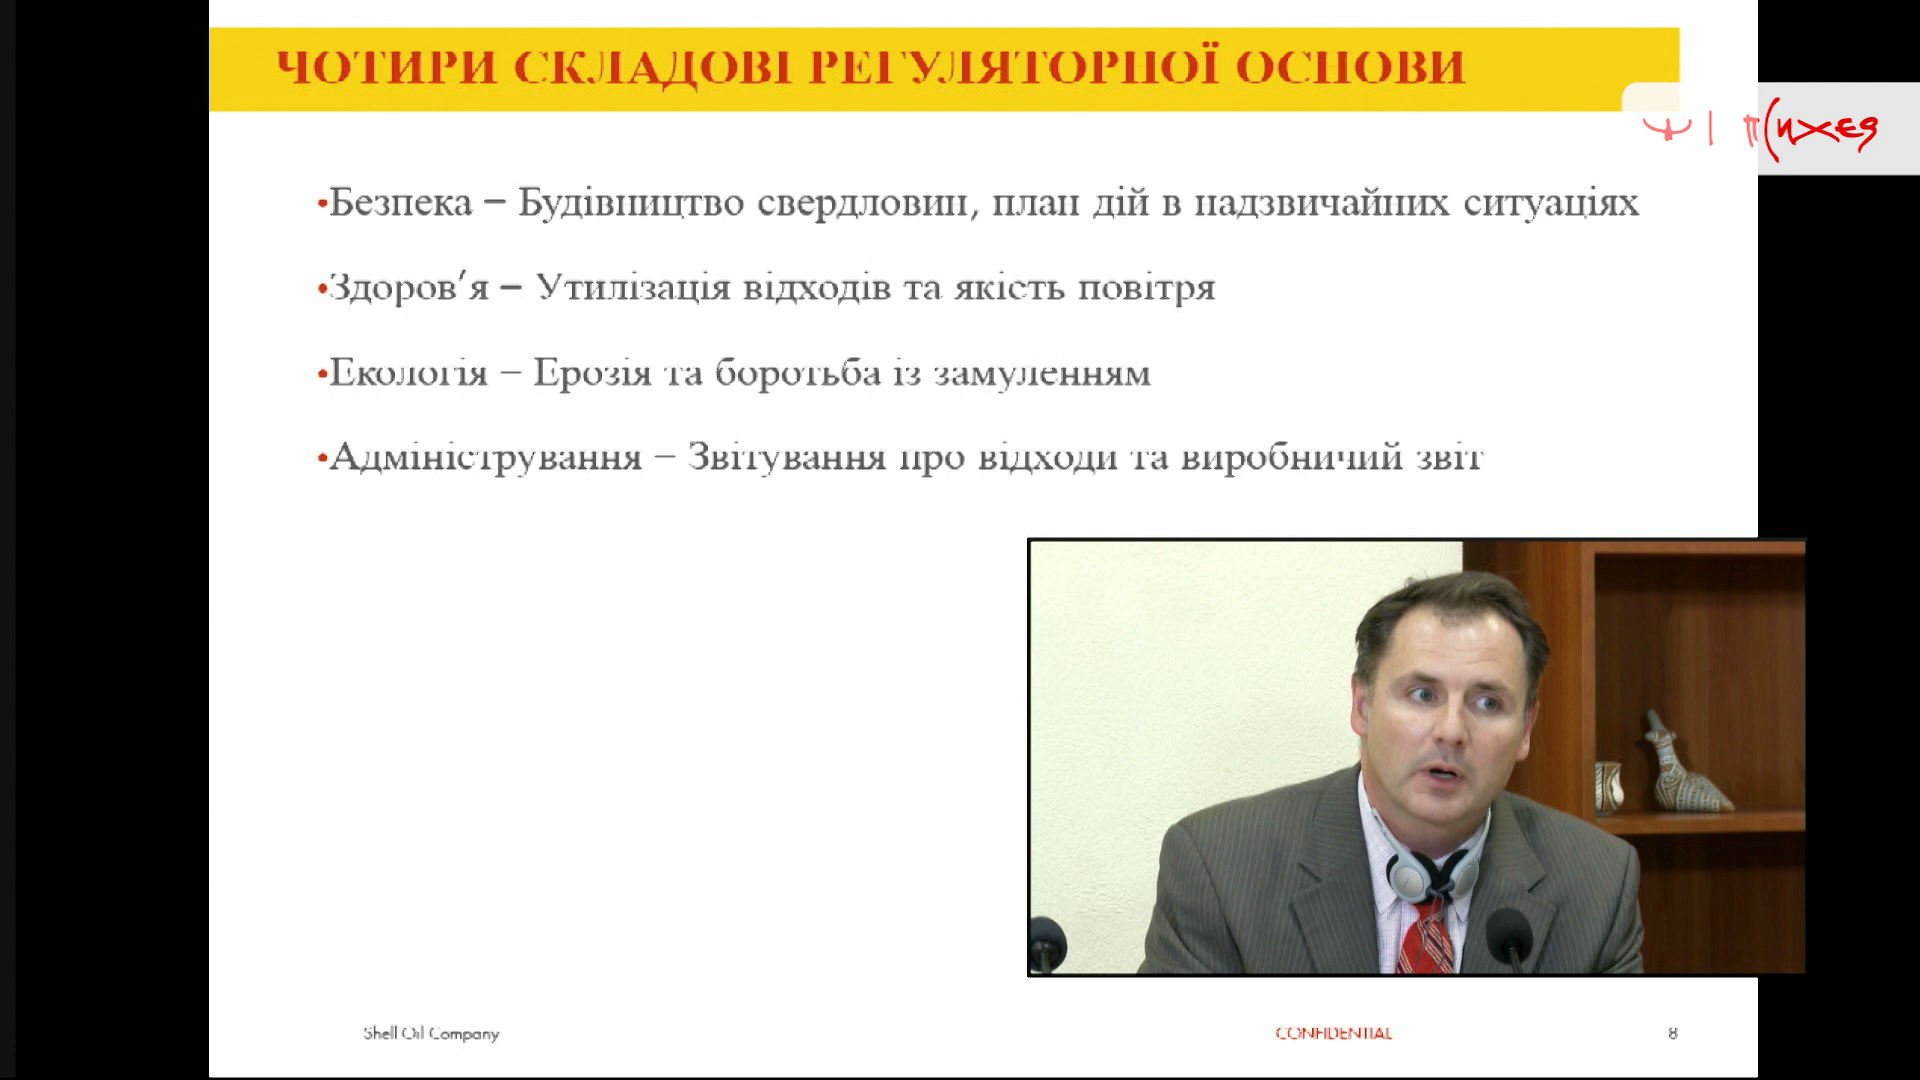 ЧОТИРИ СКЛАДОВІ РЕГУЛЯТОРНОЇ ОСНОВИ
•Безпека – Будівництво свердловин, план дій в надзвичайних ситуаціях
•Здоров’я – Утилізація відходів та якість повітря
•Екологія – Ерозія та боротьба із замуленням
•Адміністрування – Звітування про відходи та виробничий звіт
Shell Oil Company
CONFIDENTIAL
8